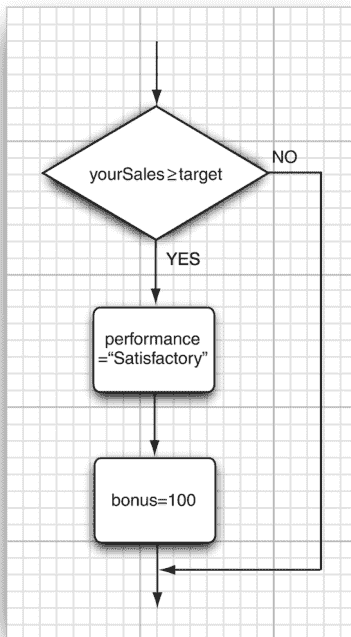 yourSales≥target
NO
YES
performance
=“Satisfactory”
bonus=100